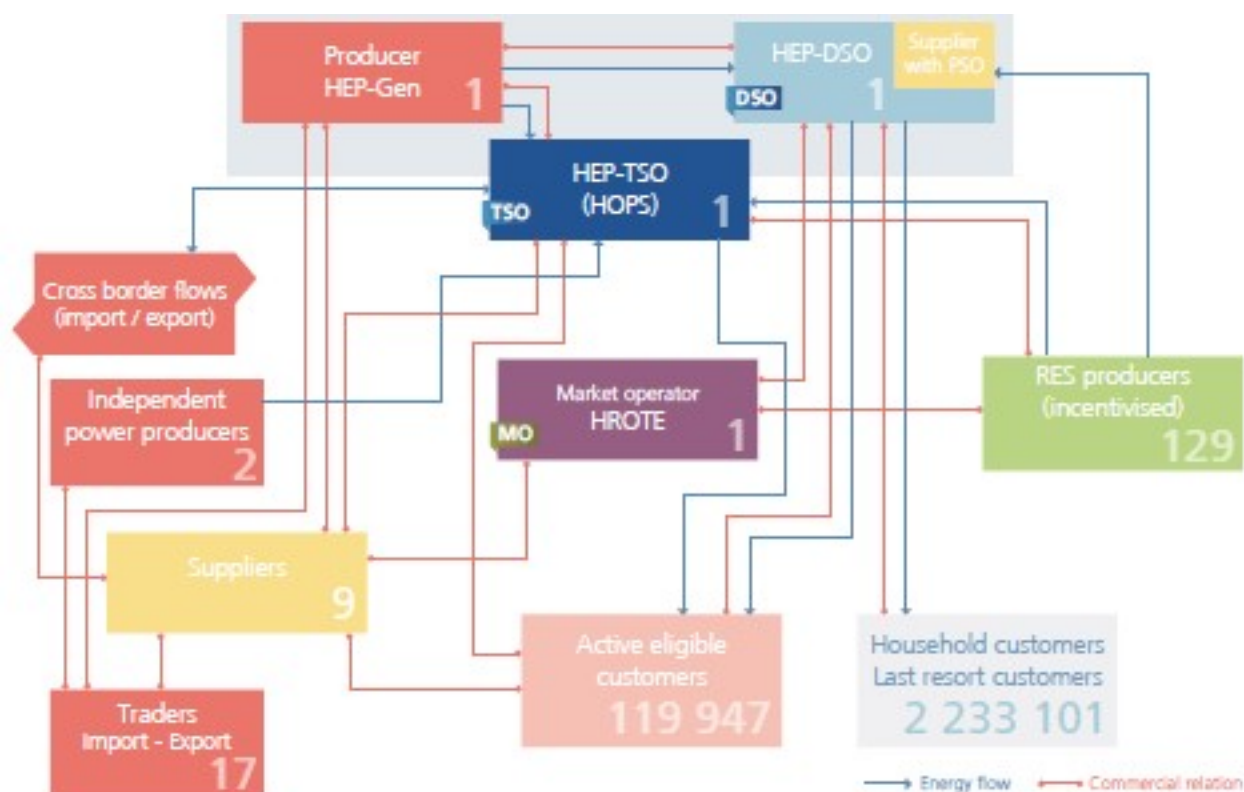 Producer
HEP-Gen
1
HEP-DSO
1
DSO
Supplier
with PSO
HEP-TSO
(HOPS)
1
TSO
Cross border flows
(import / export)
Independent
power producers
2
Market operator
HROTE
1
MO
RES producers
(incentivised)
129
Suppliers
9
Active eligible
customers
119 947
Household customers
Last resort customers
2 233 101
Traders
Import - Export
17
Energy flow
Commercial relation